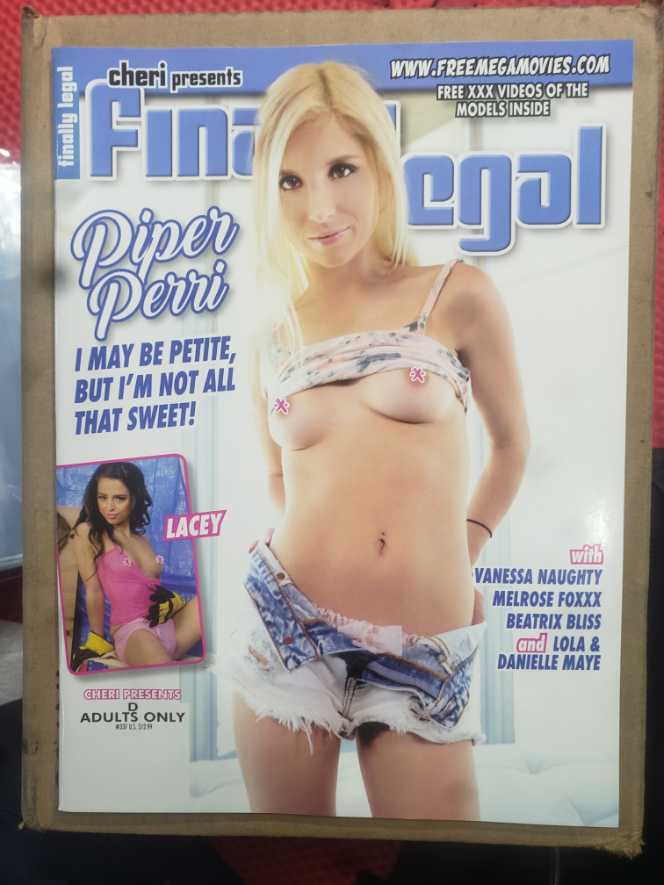 finally legal
cheri presents
WWW.FREEMEGAMOVIES.COM
FREE XXX VIDEOS OF THE
MODELS INSIDE
Fina egal
Piper
Perri
I MAY BE PETITE,
BUT I'M NOT ALL
THAT SWEET!
LACEY
with
VANESSA NAUGHTY
MELROSE FOXXX
BEATRIX BLISS
and LOLA &
DANIELLE MAYE
CHERI PRESENTS
D
ADULTS ONLY